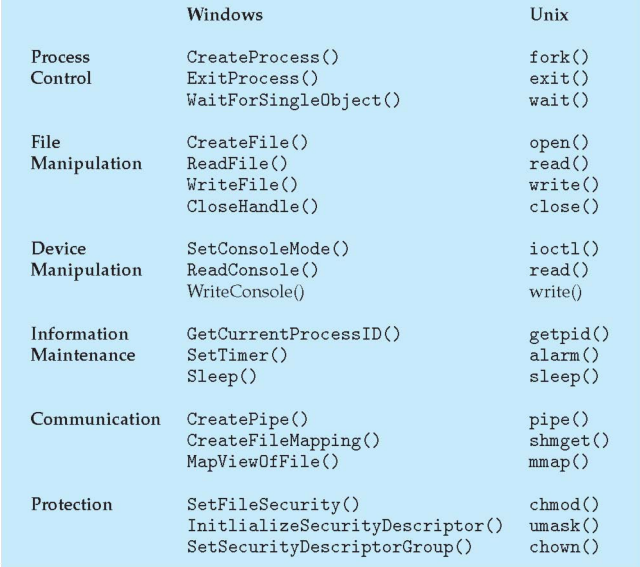 Windows Unix
Process CreateProcess() fork()
Control ExitProcess() exit()
WaitForSingleObject() wait()
File CreateFile() open()
Manipulation ReadFile() read()
WriteFile() write()
CloseHandle() close()
Device SetConsoleMode() ioctl()
Manipulation ReadConsole() read()
WriteConsole() write()
Information GetCurrentProcessID() getpid()
Maintenance SetTimer() alarm()
Sleep() sleep()
Communication CreatePipe() pipe()
CreateFileMapping() shmget()
MapViewOfFile() mmap()
Protection SetFileSecurity() chmod()
InitlializeSecurityDescriptor() umask()
SetSecurityDescriptorGroup() chown()